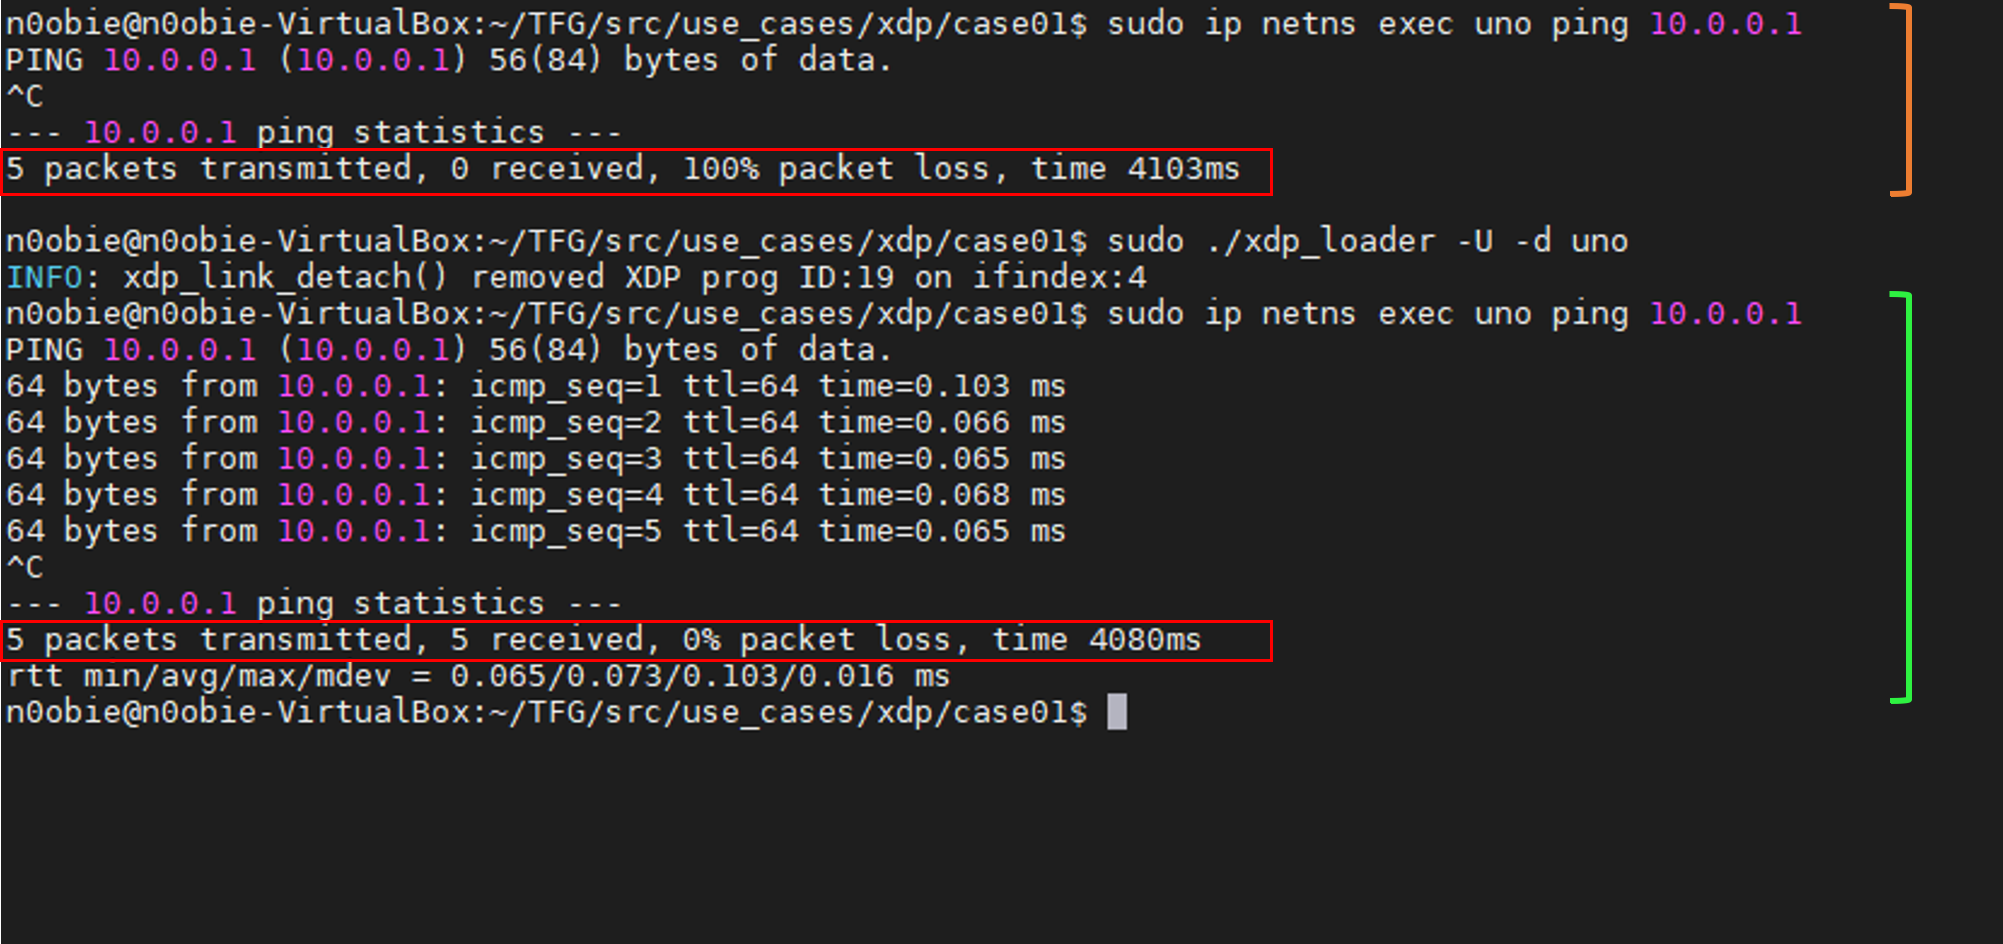 n0obie@n0obie-VirtualBox:~/TFG/src/use_cases/xdp/case01$ sudo ip netns exec uno ping 10.0.0.1
PING 10.0.0.1 (10.0.0.1) 56(84) bytes of data.
^C
--- 10.0.0.1 ping statistics ---
5 packets transmitted, 0 received, 100% packet loss, time 4103ms
n0obie@n0obie-VirtualBox:~/TFG/src/use_cases/xdp/case01$ sudo ./xdp_loader -U -d uno
INFO: xdp_link_detach() removed XDP prog ID:19 on ifindex:4
n0obie@n0obie-VirtualBox:~/TFG/src/use_cases/xdp/case01$ sudo ip netns exec uno ping 10.0.0.1
PING 10.0.0.1 (10.0.0.1) 56(84) bytes of data.
64 bytes from 10.0.0.1: icmp_seq=1 ttl=64 time=0.103 ms
64 bytes from 10.0.0.1: icmp_seq=2 ttl=64 time=0.066 ms
64 bytes from 10.0.0.1: icmp_seq=3 ttl=64 time=0.065 ms
64 bytes from 10.0.0.1: icmp_seq=4 ttl=64 time=0.068 ms
64 bytes from 10.0.0.1: icmp_seq=5 ttl=64 time=0.065 ms
^C
--- 10.0.0.1 ping statistics ---
5 packets transmitted, 5 received, 0% packet loss, time 4080ms
rtt min/avg/max/mdev = 0.065/0.073/0.103/0.016 ms
n0obie@n0obie-VirtualBox:~/TFG/src/use_cases/xdp/case01$